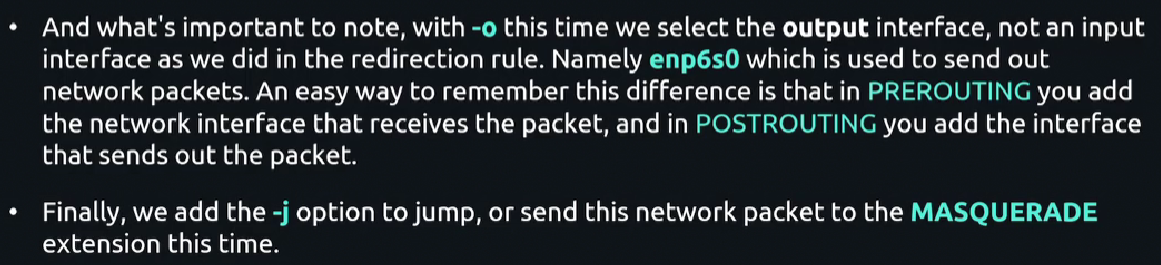 • And what's important to note, with -o this time we select the output interface, not an input
interface as we did in the redirection rule. Namely enp6s0 which is used to send out
network packets. An easy way to remember this difference is that in PREROUTING you add
the network interface that receives the packet, and in POSTROUTING you add the interface
that sends out the packet.
• Finally, we add the -j option to jump, or send this network packet to the MASQUERADE
extension this time.